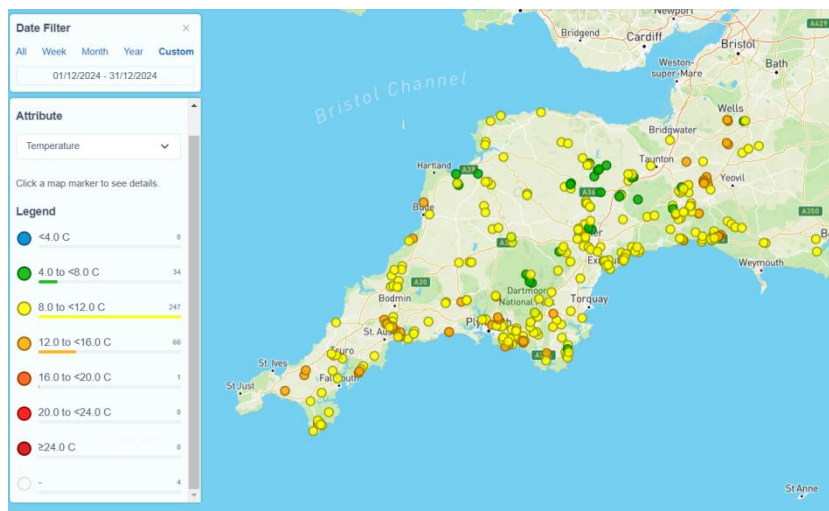 Date Filter
×
All Week Month Year Custom
01/12/2024 - 31/12/2024
Attribute
Temperature
Click a map marker to see details.
Legend
<4.0 C 0
4.0 to <8.0 C 34
8.0 to <12.0 C 247
12.0 to <16.0 C 66
16.0 to <20.0 C 1
20.0 to <24.0 C 0
≥24.0 C 0
- 4
Newport
A429
Bridgend
Cardiff
Bristol
Weston-
super-Mare
Bath
Bristol Channel
Wells
Bridgwater
Hartland
A39
Taunton
A36
Yeovil
Bude
A350
A30
Weymouth
Bodmin
Dartmoor
National
Torquay
St. Au
St. Ives
Truro
St Just
Falmouth
St Anne